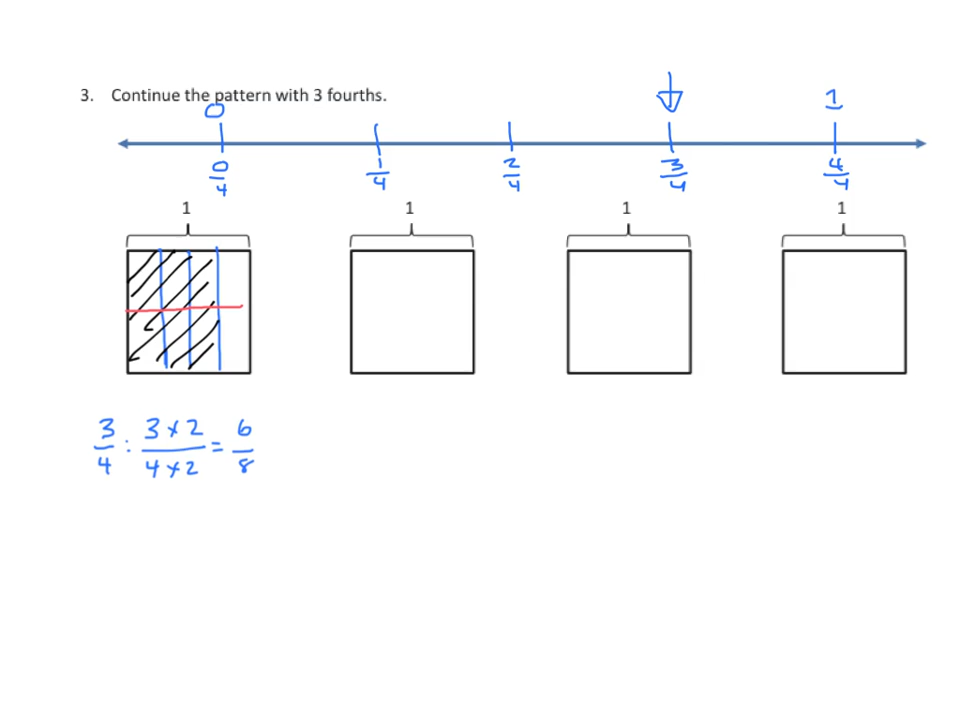 3. Continue the pattern with 3 fourths.
0 1
0/4 1/4 2/4 3/4 4/4
1 1 1 1
3/4 : 3 x 2 / 4 x 2 = 6/8